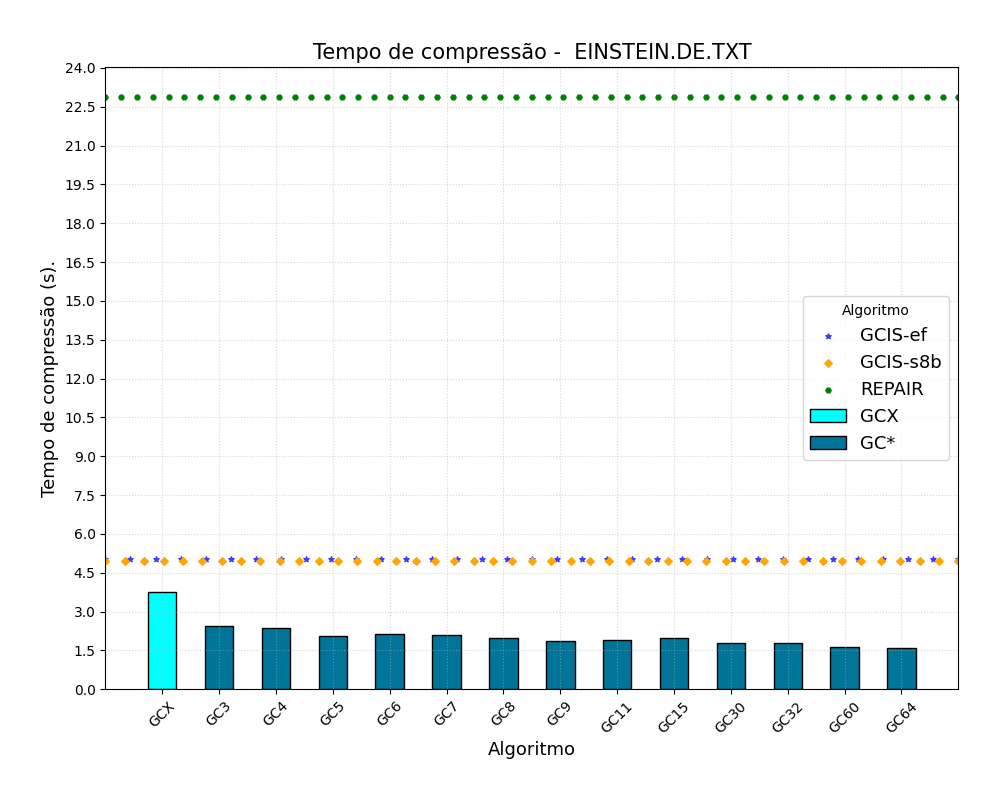 Tempo de compressão -  EINSTEIN.DE.TXT
Tempo de compressão (s).
24.0
22.5
21.0
19.5
18.0
16.5
15.0
13.5
12.0
10.5
9.0
7.5
6.0
4.5
3.0
1.5
0.0
Algoritmo
GCIS-ef
GCIS-s8b
REPAIR
GCX
GC*
GCX GC3 GC4 GC5 GC6 GC7 GC8 GC9 GC11 GC15 GC30 GC32 GC60 GC64
Algoritmo